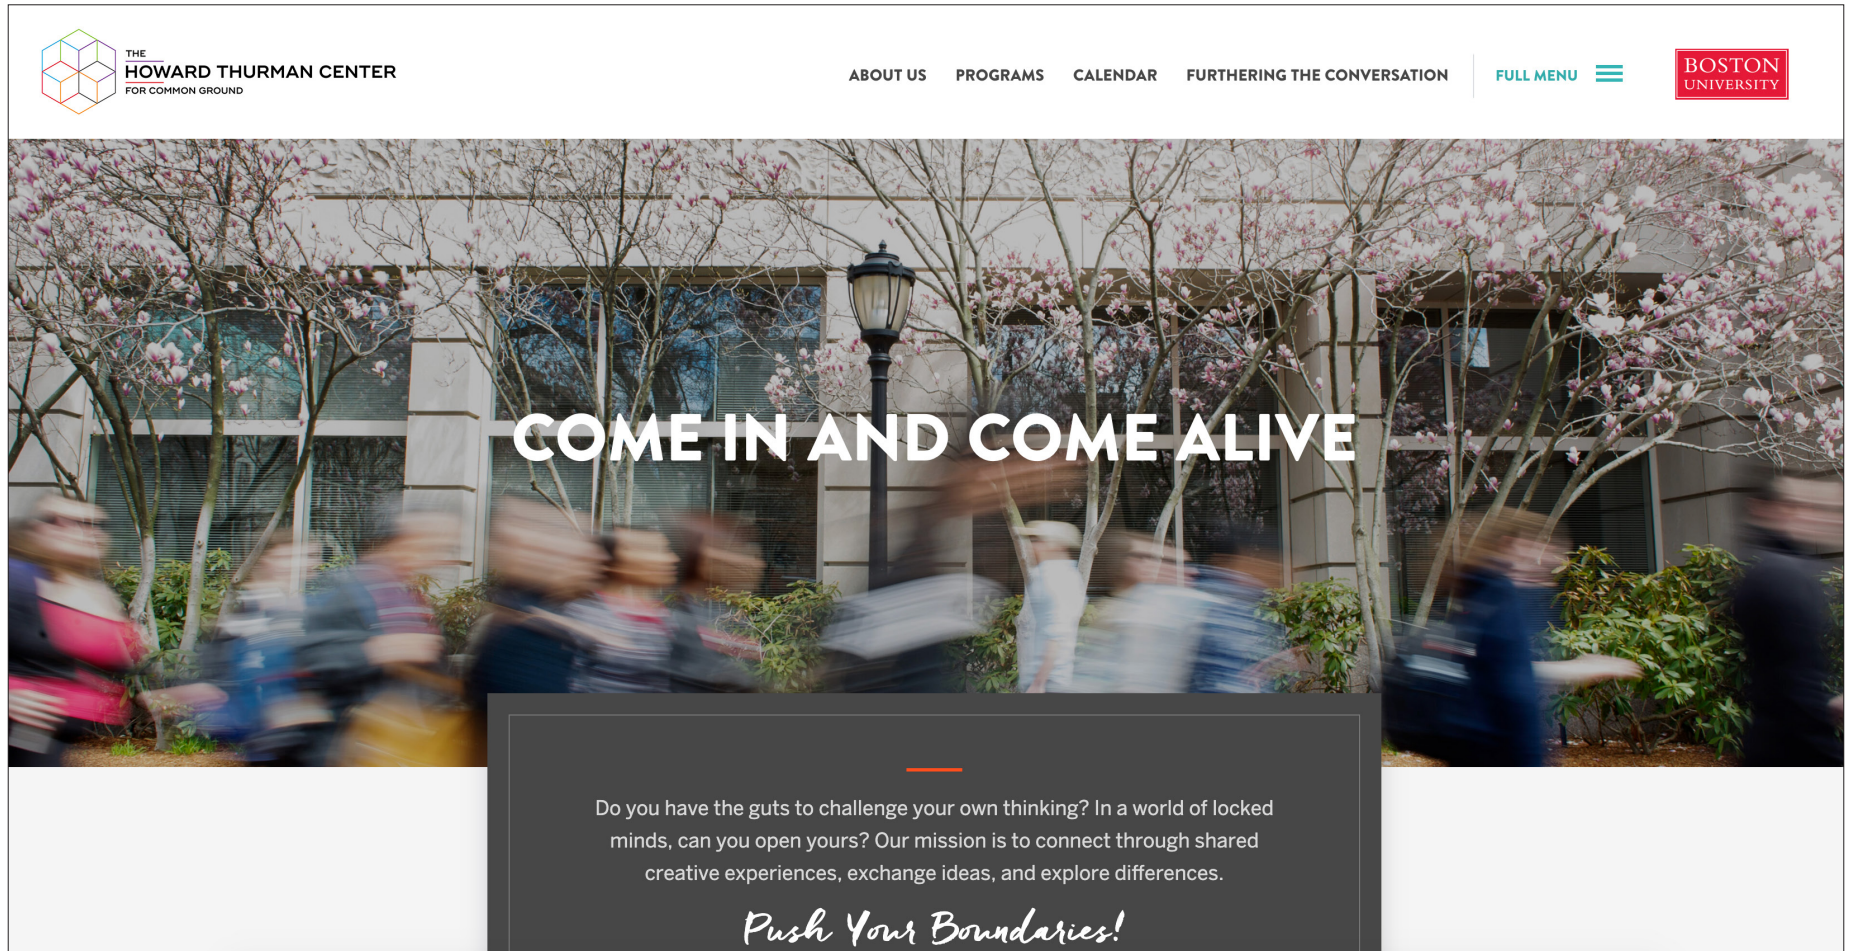 THE
HOWARD THURMAN CENTER
FOR COMMON GROUND
ABOUT US PROGRAMS CALENDAR FURTHERING THE CONVERSATION FULL MENU
BOSTON
UNIVERSITY
COME IN AND COME ALIVE
Do you have the guts to challenge your own thinking? In a world of locked
minds, can you open yours? Our mission is to connect through shared
creative experiences, exchange ideas, and explore differences.
Push Your Boundaries!